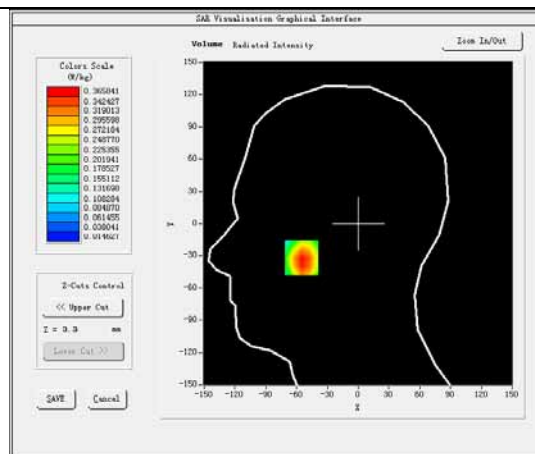 SAR Visualisation Graphical Interface
Volume Radiated Intensity
Zoom In/Out
Colors Scale
(W/kg)
0.365841
0.342427
0.319013
0.295598
0.272184
0.248770
0.225355
0.201941
0.178527
0.155112
0.131698
0.108284
0.084870
0.061455
0.038041
0.014627
Z-Cuts Control
<< Upper Cut
Z = 3.3 mm
Lower Cut >>
SAVE Cancel
150
120
90
60
30
0
-30
-60
-90
-120
-150
Y
-150 -120 -90 -60 -30 0 30 60 90 120 150
X